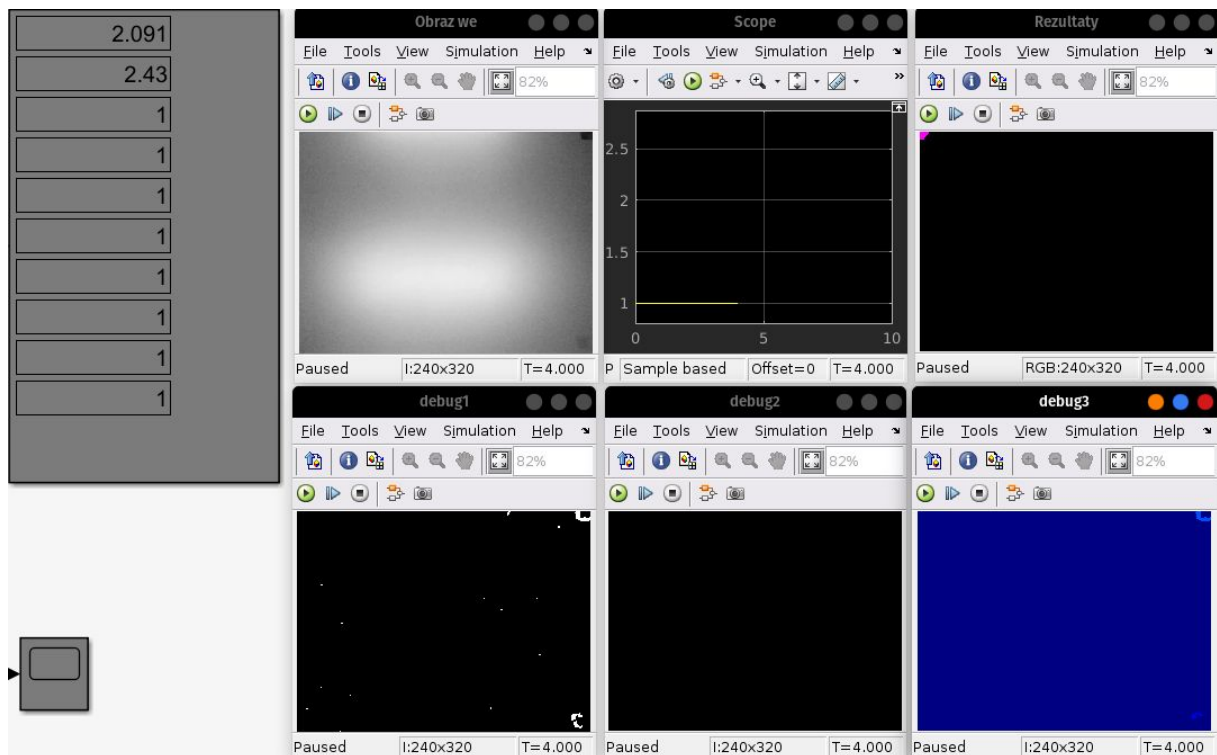 2.091
2.43
1
1
1
1
1
1
1
1
Obraz we
File Tools View Simulation Help
82%
Paused I:240x320 T=4.000
Scope
File Tools View Simulation Help
»
2.5
2
1.5
1
0 5 10
P Sample based Offset=0 T=4.000
Rezultaty
File Tools View Simulation Help
82%
Paused RGB:240x320 T=4.000
debug1
File Tools View Simulation Help
82%
Paused I:240x320 T=4.000
debug2
File Tools View Simulation Help
82%
Paused I:240x320 T=4.000
debug3
File Tools View Simulation Help
82%
Paused I:240x320 T=4.000